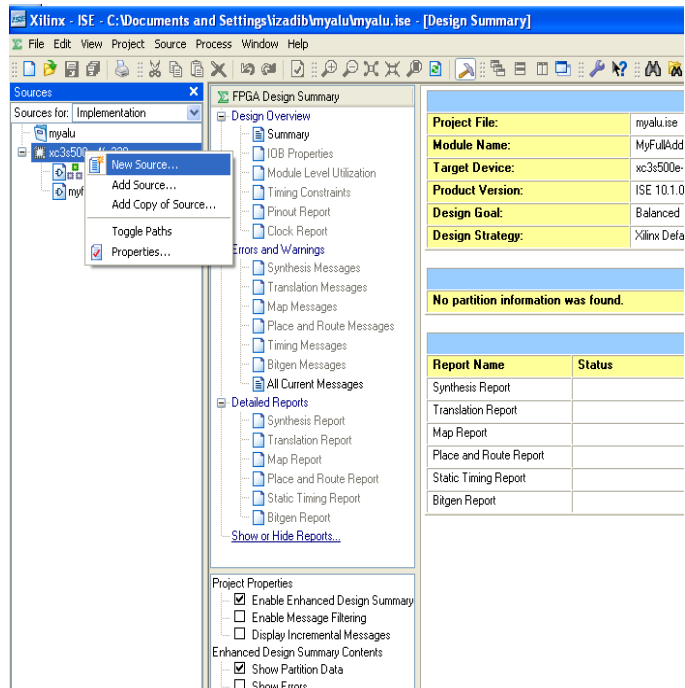 Xilinx - ISE - C:\Documents and Settings\izadib\myalu\myalu.ise - [Design Summary]
File Edit View Project Source Process Window Help
Sources
Sources for: Implementation
myalu
xc3s500
myf
New Source...
Add Source...
Add Copy of Source...
Toggle Paths
Properties...
FPGA Design Summary
Design Overview
Summary
IOB Properties
Module Level Utilization
Timing Constraints
Pinout Report
Clock Report
Errors and Warnings
Synthesis Messages
Translation Messages
Map Messages
Place and Route Messages
Timing Messages
Bitgen Messages
All Current Messages
Detailed Reports
Synthesis Report
Translation Report
Map Report
Place and Route Report
Static Timing Report
Bitgen Report
Show or Hide Reports...
Project Properties
Enable Enhanced Design Summary
Enable Message Filtering
Display Incremental Messages
Enhanced Design Summary Contents
Show Partition Data
Show Errors
Project File: myalu.ise
Module Name: MyFullAdd
Target Device: xc3s500e-
Product Version: ISE 10.1.0
Design Goal: Balanced
Design Strategy: Xilinx Defa
No partition information was found.
Report Name Status
Synthesis Report
Translation Report
Map Report
Place and Route Report
Static Timing Report
Bitgen Report